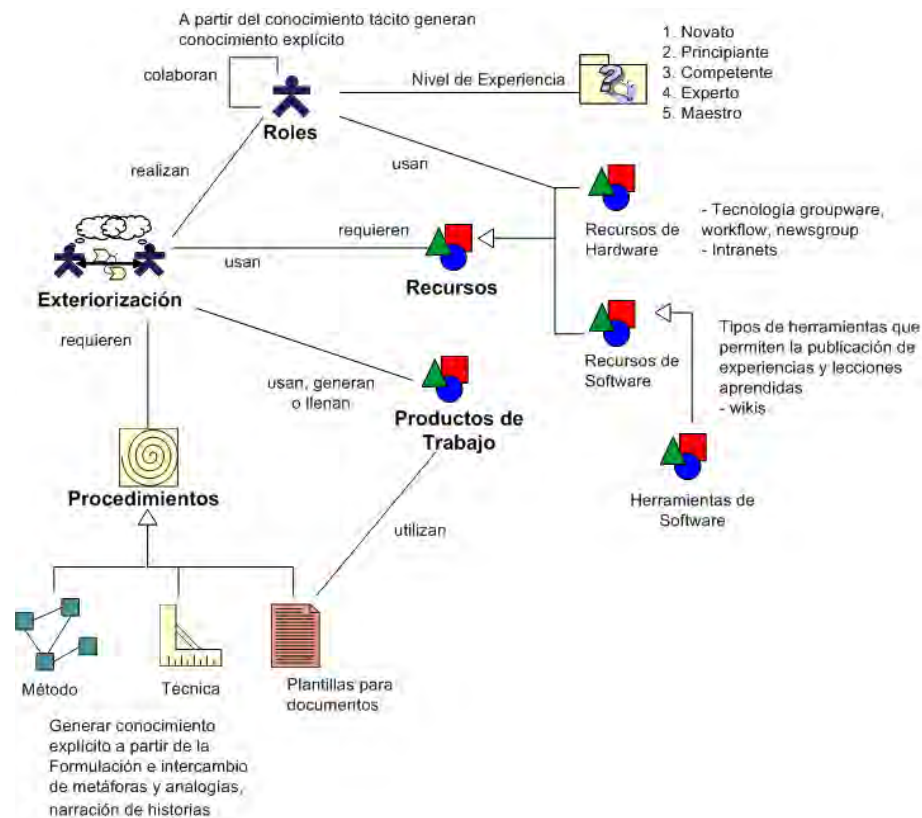 A partir del conocimiento tácito generan
conocimiento explícito
colaboran
Roles
Nivel de Experiencia
1. Novato
2. Principiante
3. Competente
4. Experto
5. Maestro
realizan
usan
Exteriorización
requieren
usan
Recursos
Recursos de
Hardware
- Tecnología groupware,
workflow, newsgroup
- Intranets
Recursos de
Software
Tipos de herramientas que
permiten la publicación de
experiencias y lecciones
aprendidas
- wikis
Herramientas de
Software
requieren
usan, generan
o llenan
Productos de
Trabajo
Procedimientos
utilizan
Método
Técnica
Plantillas para
documentos
Generar conocimiento
explícito a partir de la
Formulación e intercambio
de metáforas y analogías,
narración de historias